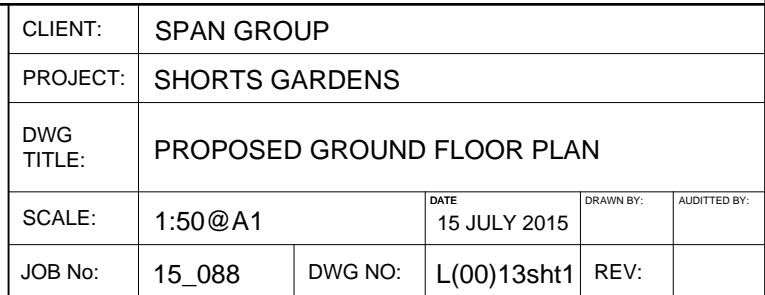 CLIENT: SPAN GROUP
PROJECT: SHORTS GARDENS
DWG
TITLE: PROPOSED GROUND FLOOR PLAN
SCALE: 1:50@A1 DATE 15 JULY 2015 DRAWN BY: AUDITTED BY:
JOB No: 15_088 DWG NO: L(00)13sht1 REV: